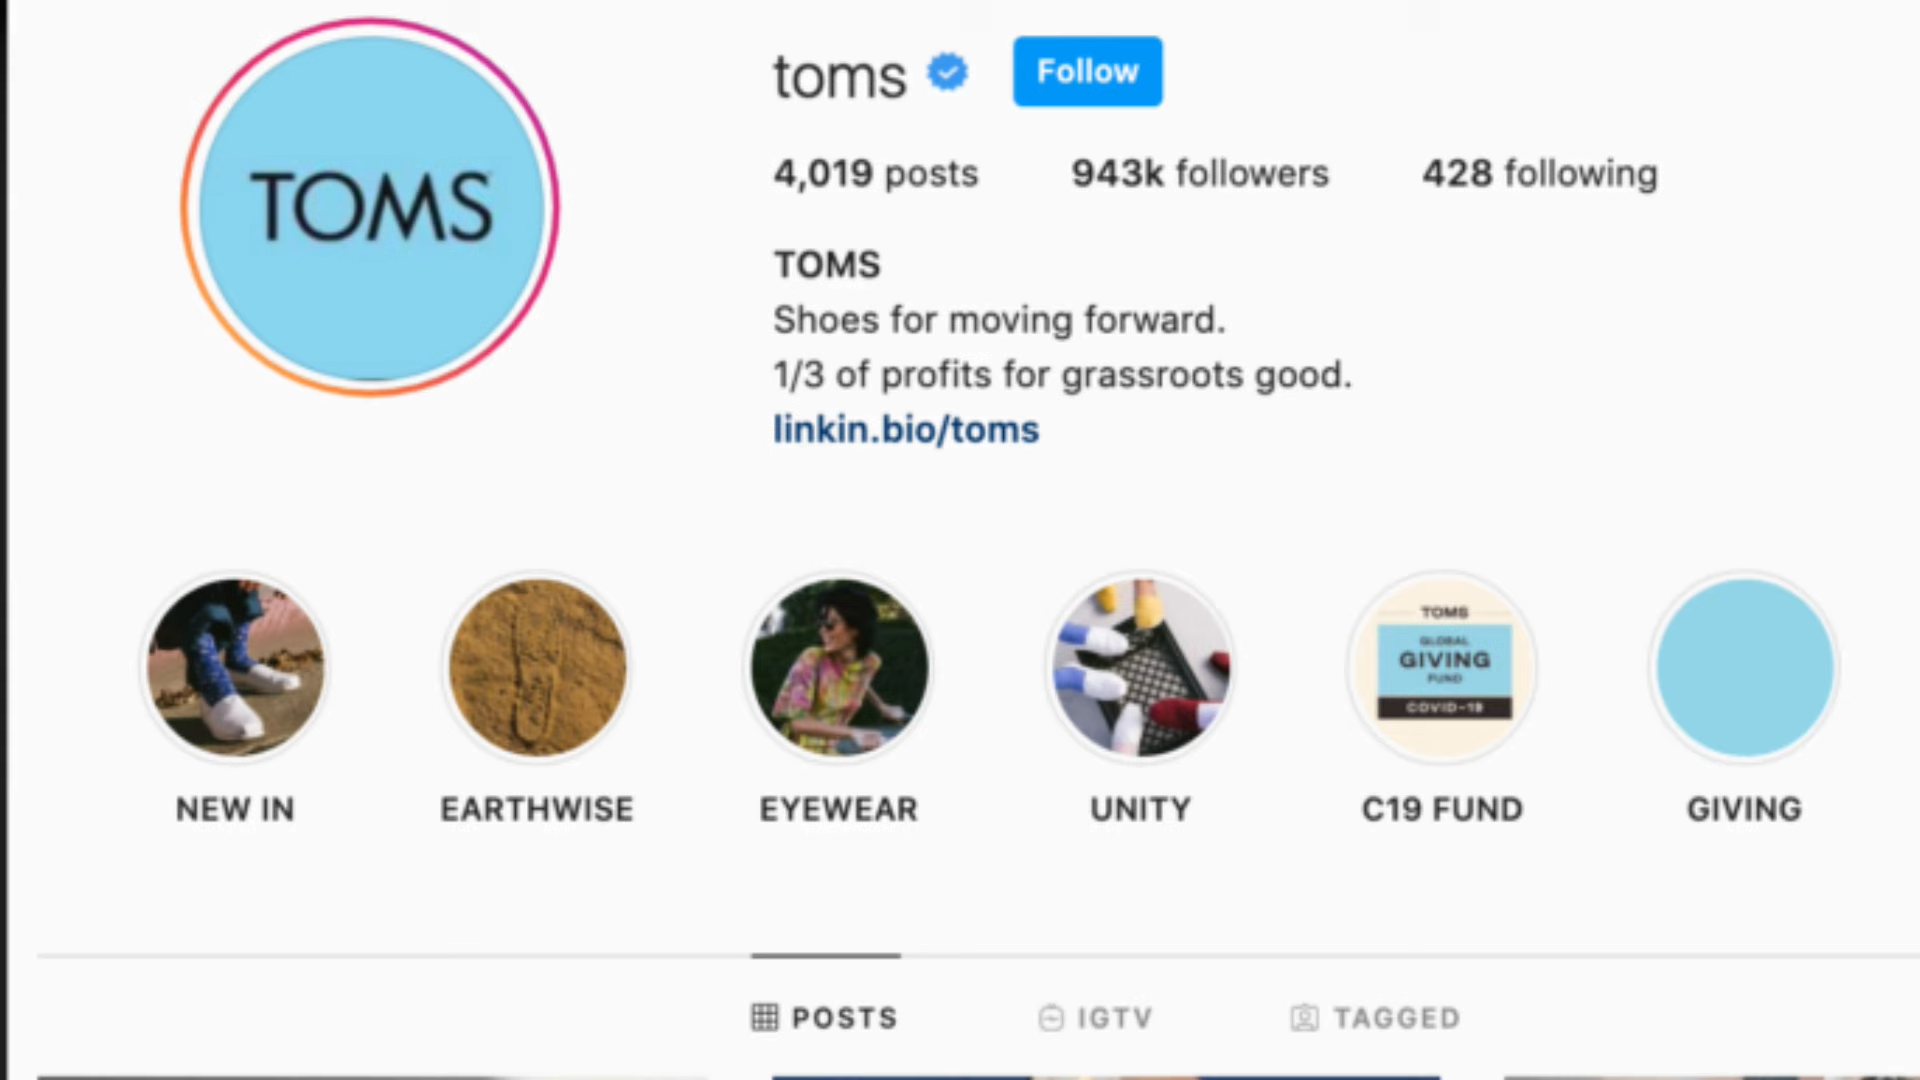 TOMS
toms
Follow
4,019 posts 943k followers 428 following
TOMS
Shoes for moving forward.
1/3 of profits for grassroots good.
linkin.bio/toms
TOMS
GLOBAL
GIVING
FUND
COVID-19
NEW IN EARTHWISE EYEWEAR UNITY C19 FUND GIVING
POSTS IGTV TAGGED